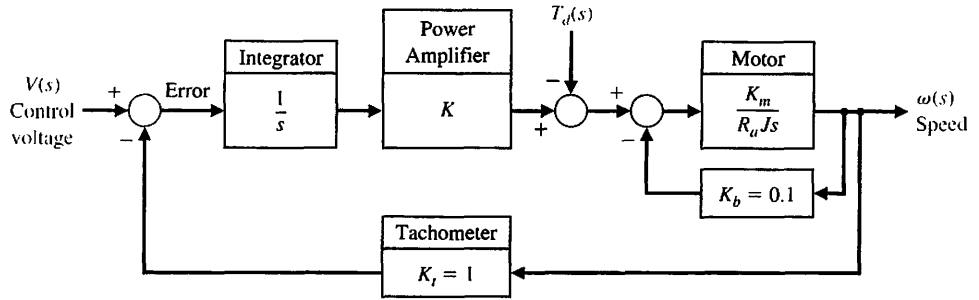 T_d(s)
Power
Amplifier
Integrator
Motor
V(s)
Control
voltage
+
−
Error
1
s
K
+
−
+
−
K_m
R_a Js
ω(s)
Speed
K_b = 0.1
Tachometer
K_t = 1